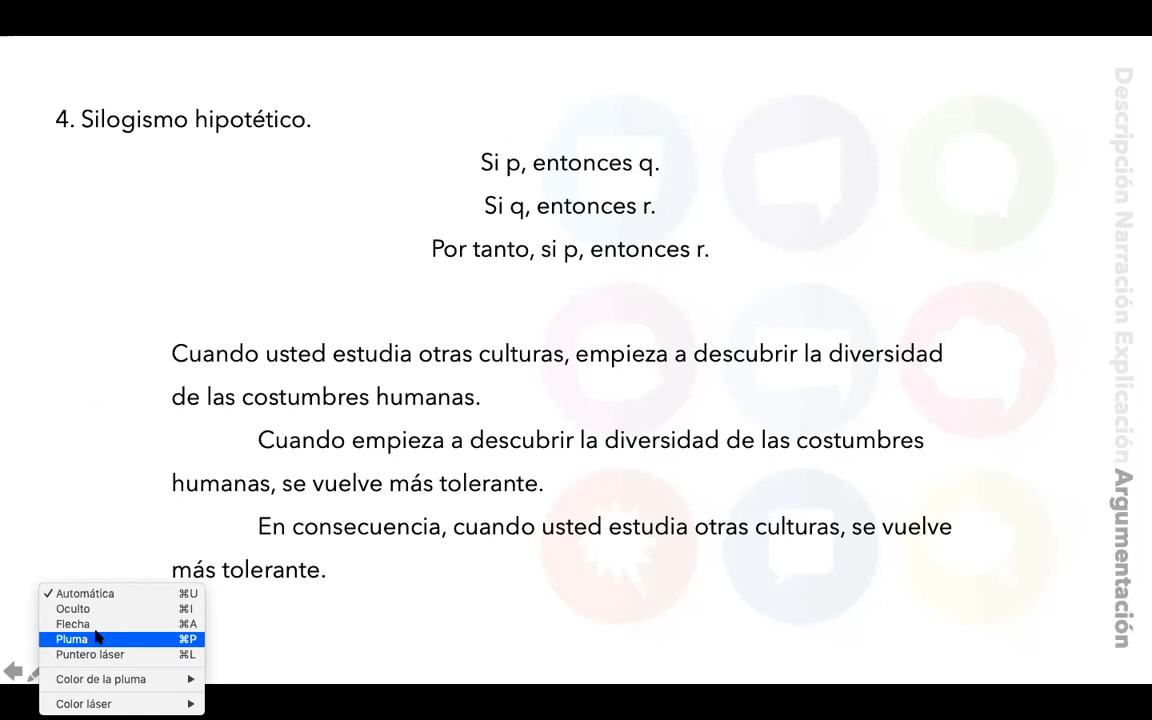 4. Silogismo hipotético.
Si p, entonces q.
Si q, entonces r.
Por tanto, si p, entonces r.
Cuando usted estudia otras culturas, empieza a descubrir la diversidad
de las costumbres humanas.
Cuando empieza a descubrir la diversidad de las costumbres
humanas, se vuelve más tolerante.
En consecuencia, cuando usted estudia otras culturas, se vuelve
más tolerante.
Descripción Narración Explicación Argumentación
✓ Automática ⌘U
Oculto ⌘I
Flecha ⌘A
Pluma ⌘P
Puntero láser ⌘L
Color de la pluma
Color láser